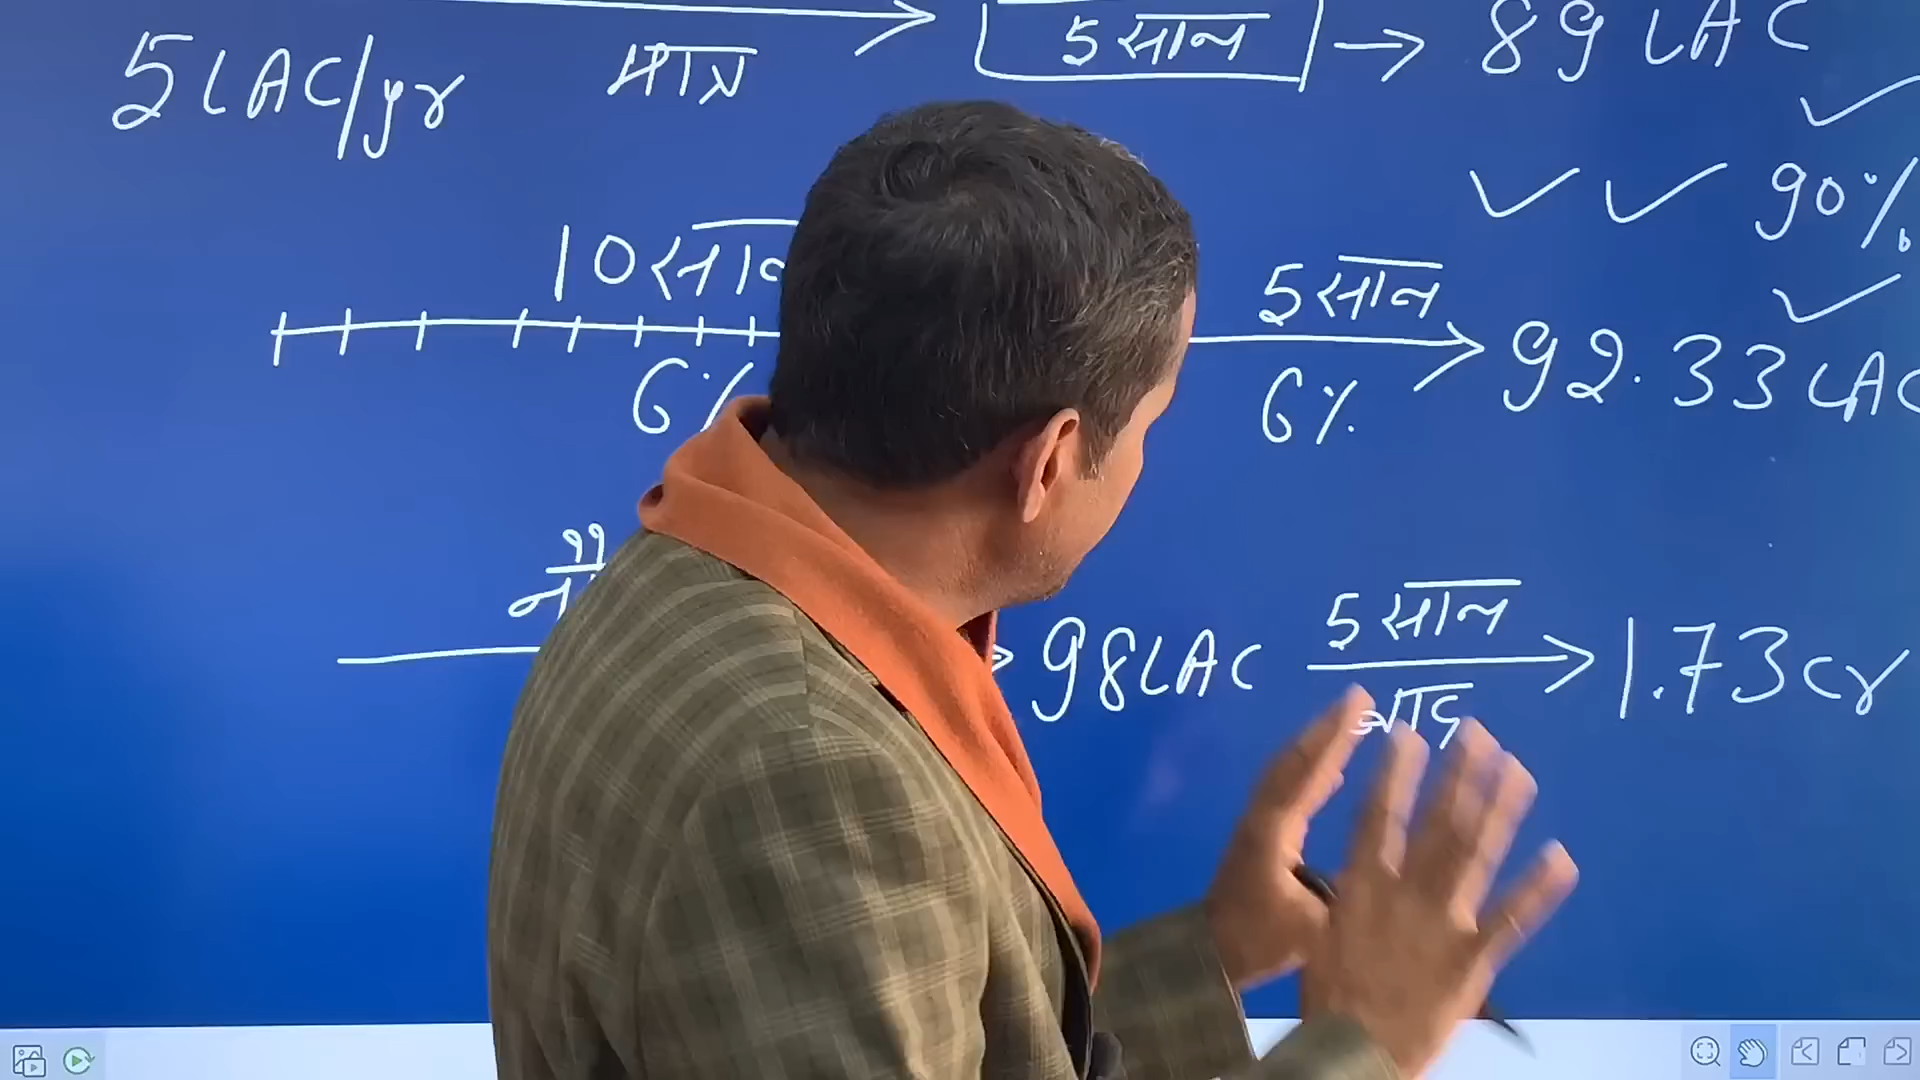 5 साल → 89 LAC
5 LAC/yr मात्र
90%
10 साल 5 साल
6% 6% 92.33 LAC
98 LAC 5 साल 1.73 cr
बाद